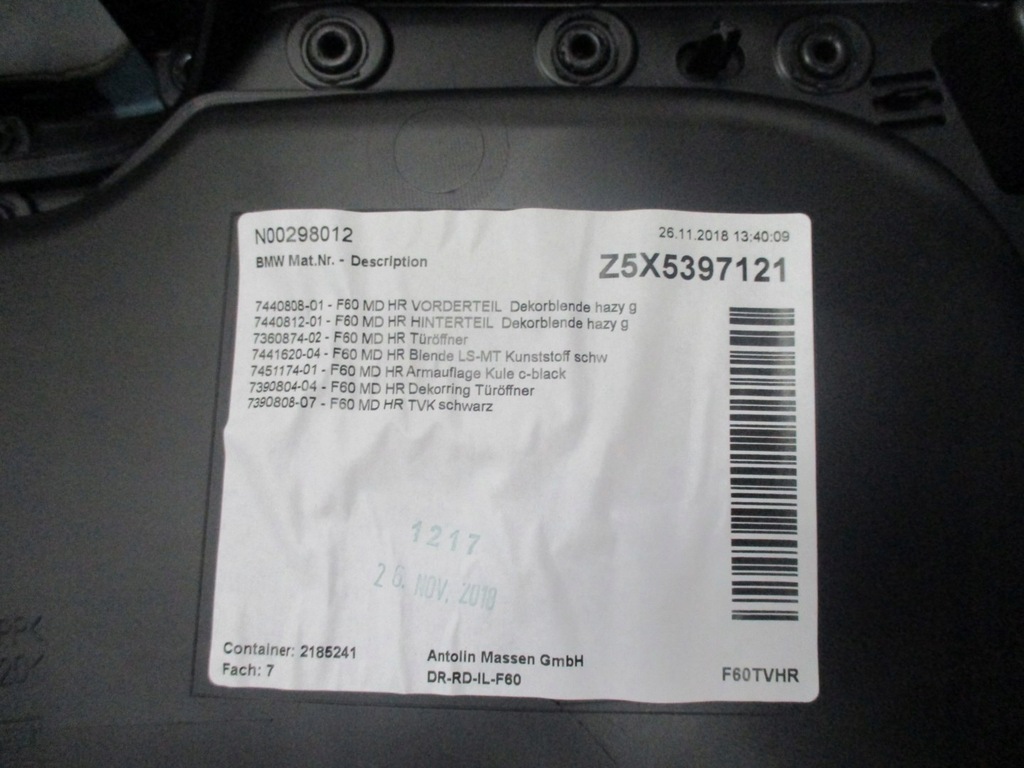 N00298012
26.11.2018 13:40:09
BMW Mat.Nr. - Description
Z5X5397121
7440808-01 - F60 MD HR VORDERTEIL Dekorblende hazy g
7440812-01 - F60 MD HR HINTERTEIL Dekorblende hazy g
7360874-02 - F60 MD HR Türöffner
7441620-04 - F60 MD HR Blende LS-MT Kunststoff schw
7451174-01 - F60 MD HR Armauflage Kule c-black
7390804-04 - F60 MD HR Dekorring Türöffner
7390808-07 - F60 MD HR TVK schwarz
1217
26. NOV. 2018
Container: 2185241
Fach: 7
Antolin Massen GmbH
DR-RD-IL-F60
F60TVHR